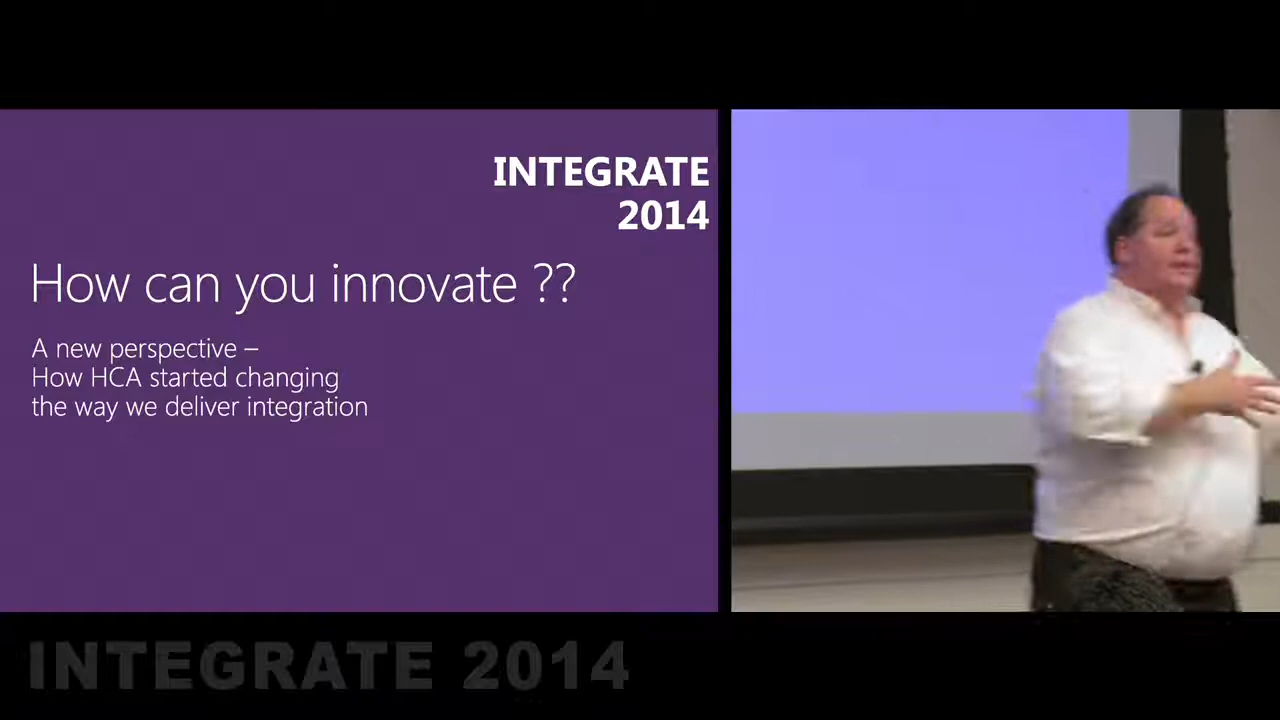 INTEGRATE
2014
How can you innovate ??
A new perspective –
How HCA started changing
the way we deliver integration
INTEGRATE 2014